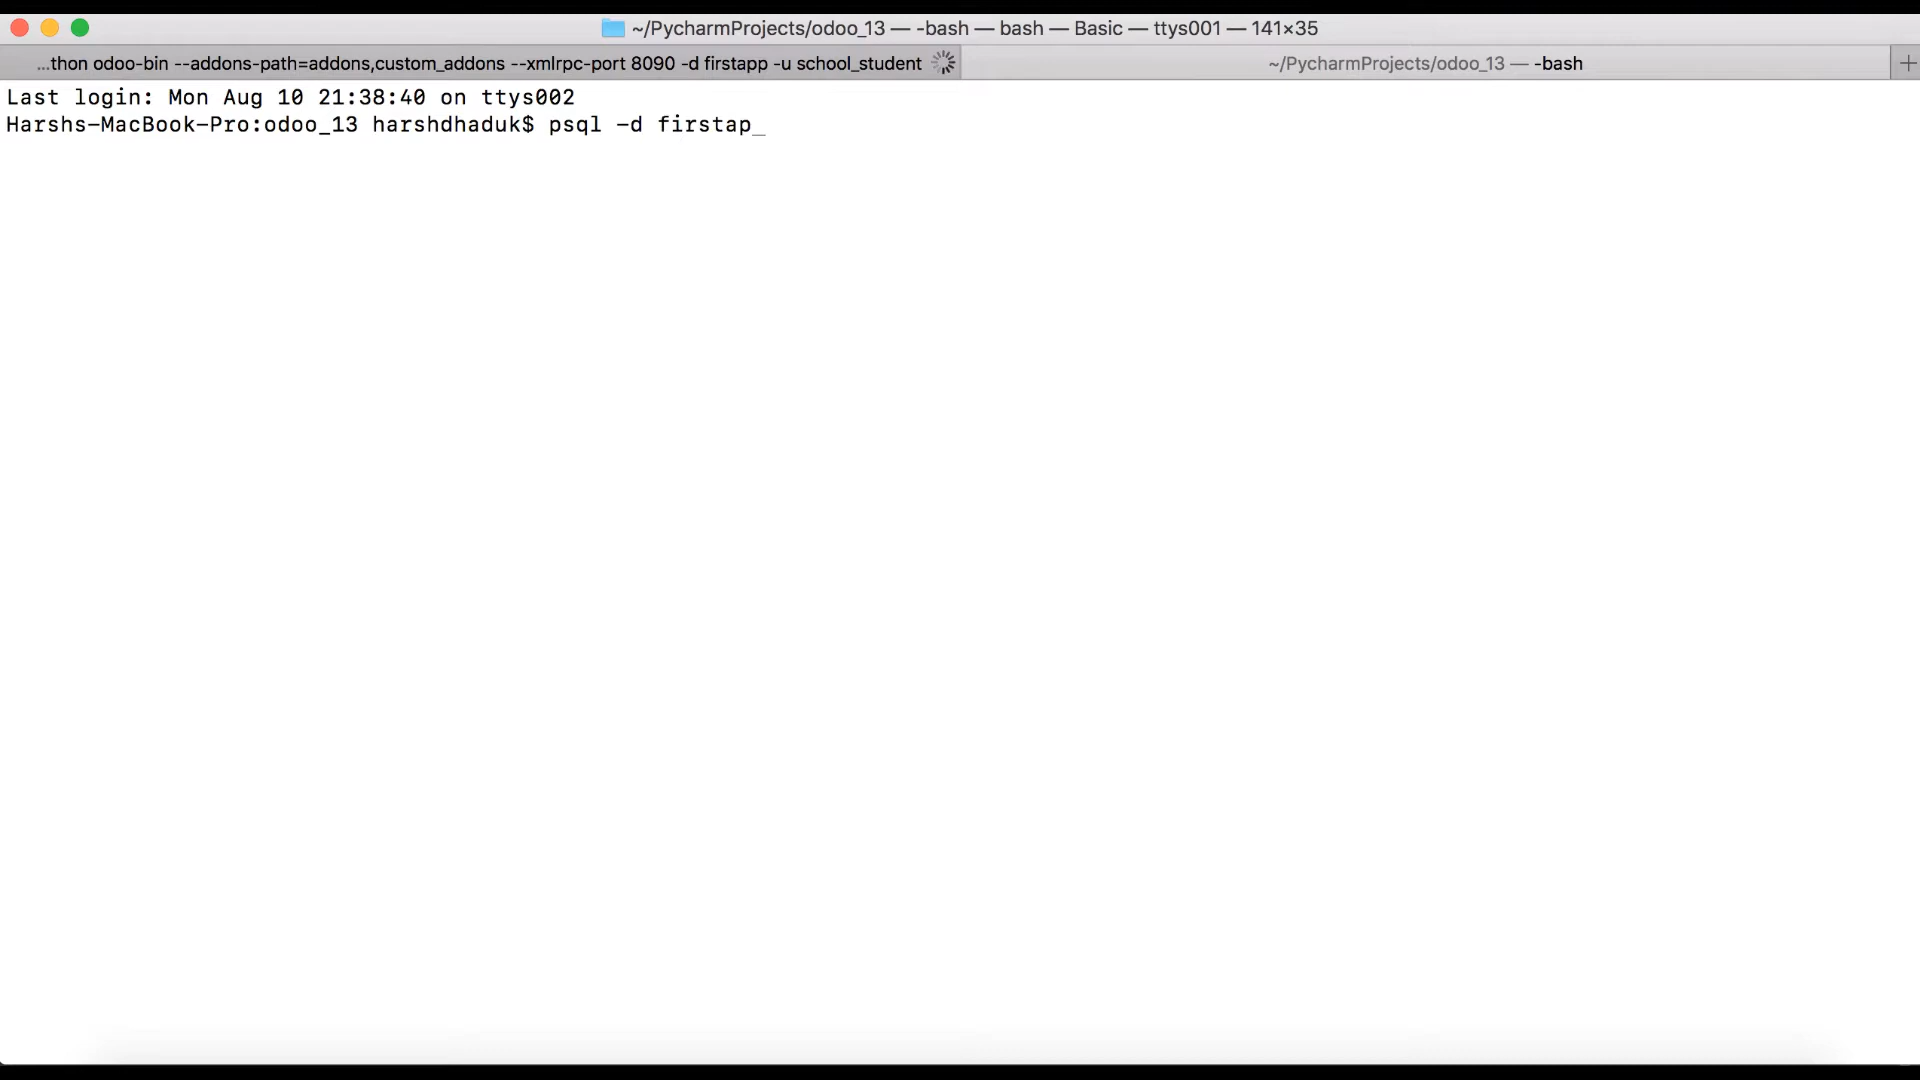 ~/PycharmProjects/odoo_13 — -bash — bash — Basic — ttys001 — 141×35
...thon odoo-bin --addons-path=addons,custom_addons --xmlrpc-port 8090 -d firstapp -u school_student
~/PycharmProjects/odoo_13 — -bash
Last login: Mon Aug 10 21:38:40 on ttys002
Harshs-MacBook-Pro:odoo_13 harshdhaduk$ psql -d firstap_